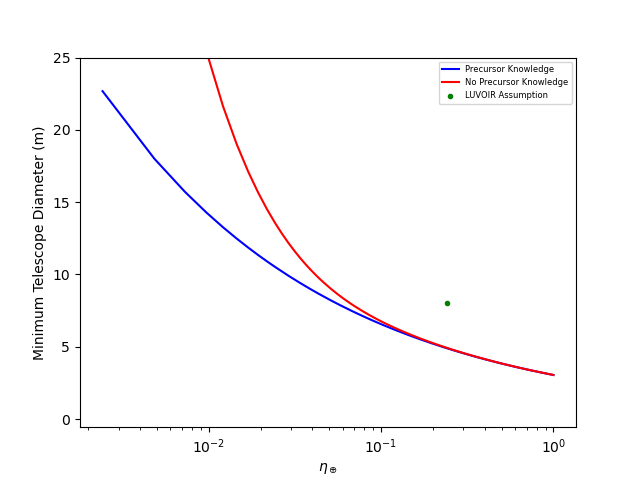 25
20
15
10
5
0
Minimum Telescope Diameter (m)
Precursor Knowledge
No Precursor Knowledge
LUVOIR Assumption
10⁻²
10⁻¹
10⁰
η⊕